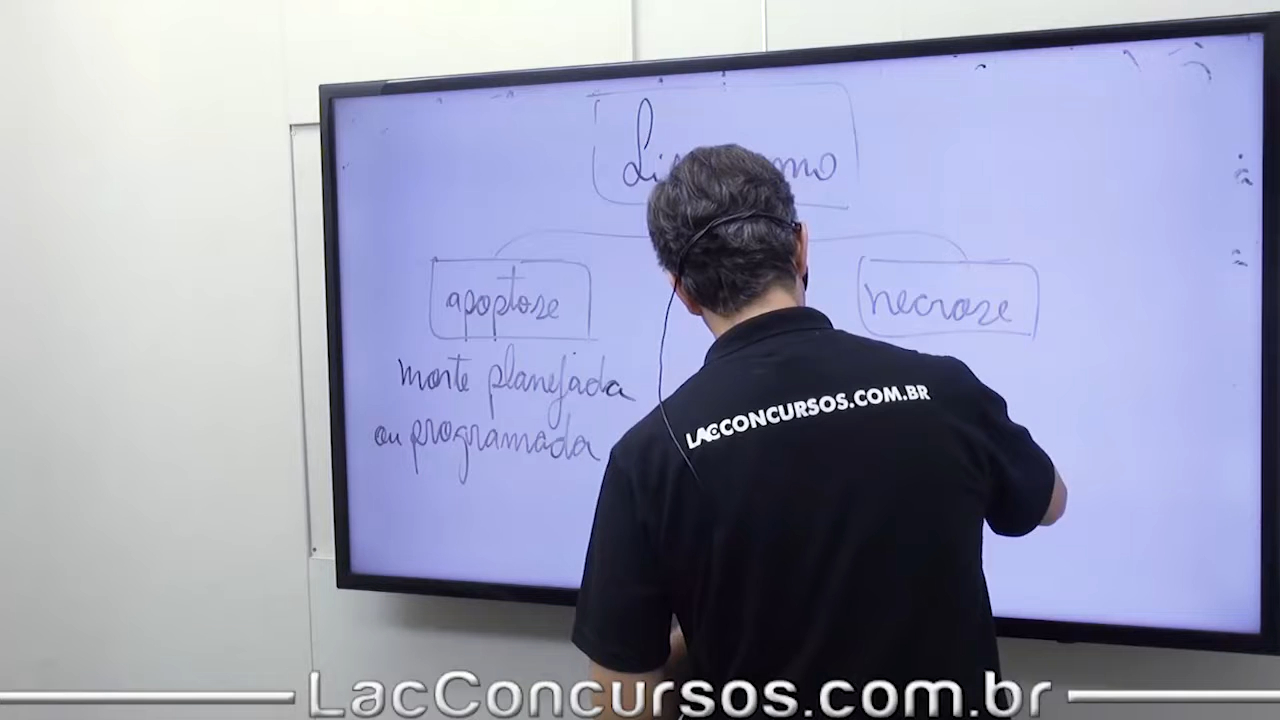 apoptose
necrose
morte planejada
ou programada
LACCONCURSOS.COM.BR
LacConcursos.com.br